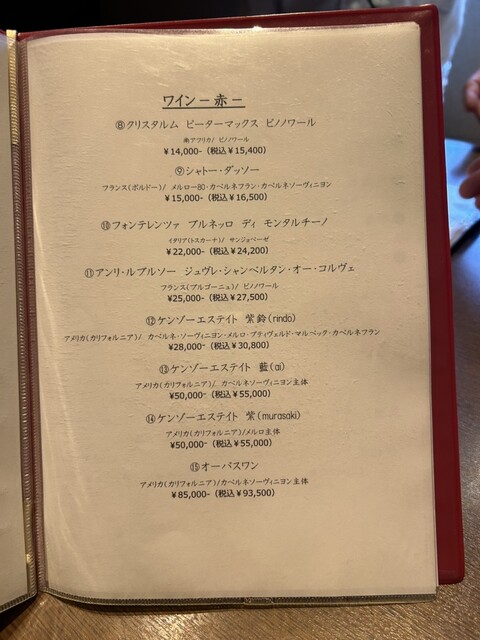 ワイン－赤－
⑧クリスタルム ピーターマックス ピノノワール
南アフリカ/ ピノノワール
¥14,000-（税込¥15,400）
⑨シャトー・ダッソー
フランス(ボルドー)/ メルロー80・カベルネフラン・カベルネソーヴィニヨン
¥15,000-（税込¥16,500）
⑩フォンテレンツァ ブルネッロ ディ モンタルチーノ
イタリア(トスカーナ)/ サンジョベーゼ
¥22,000-（税込¥24,200）
⑪アンリ・ルブルソー ジュヴレ・シャンベルタン・オー・コルヴェ
フランス(ブルゴーニュ)/ ピノノワール
¥25,000-（税込¥27,500）
⑫ケンゾーエステイト 紫鈴(rindo)
アメリカ(カリフォルニア)/ カベルネ・ソーヴィニヨン・メルロ・プティヴェルド・マルベック・カベルネフラン
¥28,000-（税込¥30,800）
⑬ケンゾーエステイト 藍(ai)
アメリカ(カリフォルニア)/ カベルネソーヴィニヨン主体
¥50,000-（税込¥55,000）
⑭ケンゾーエステイト 紫(murasaki)
アメリカ(カリフォルニア)/メルロ主体
¥50,000-（税込¥55,000）
⑮オーパスワン
アメリカ(カリフォルニア)/カベルネソーヴィニヨン主体
¥85,000-（税込¥93,500）